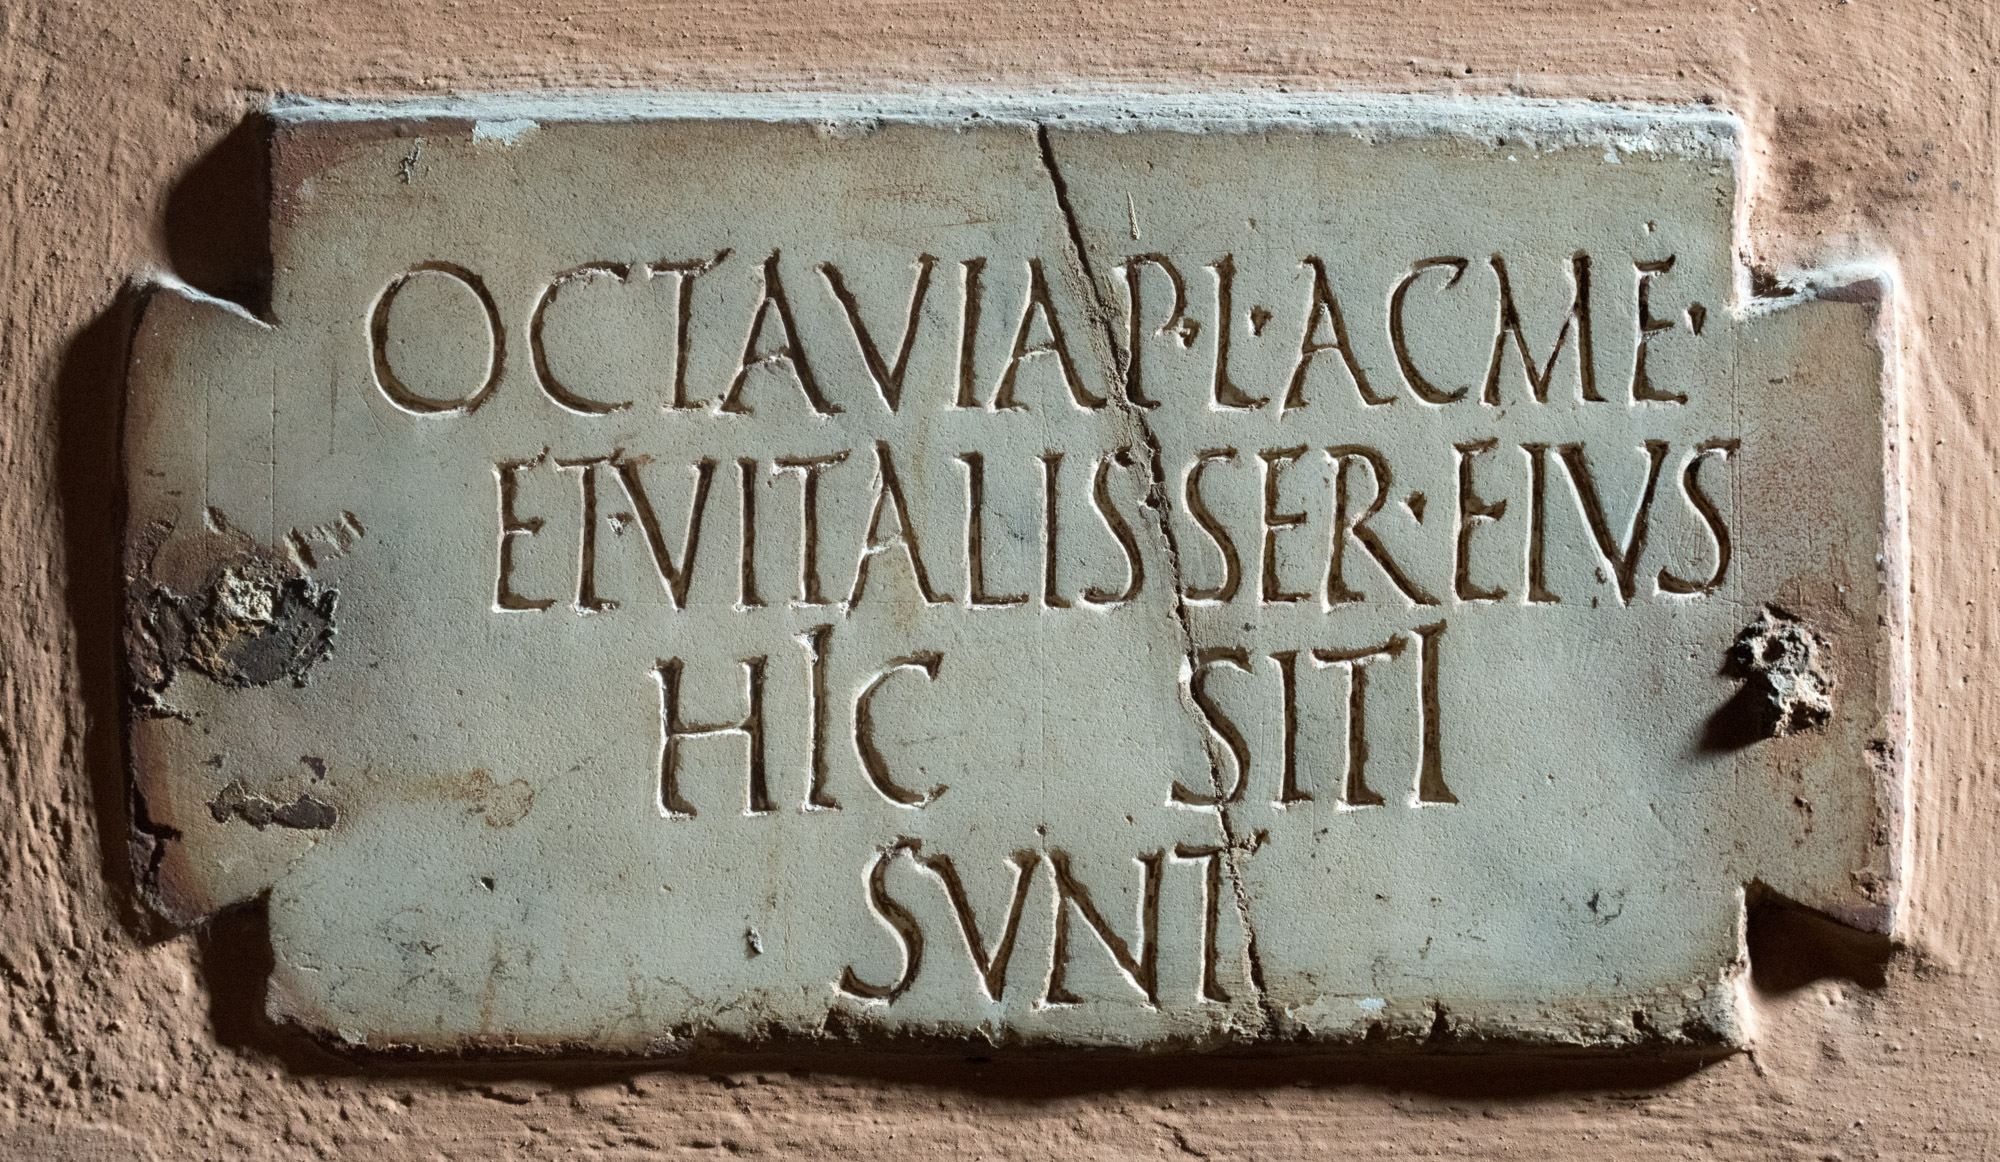 OCTAVIA P·L·ACME·
ET·VITALIS SER·EIVS
HIC SITI
SVNT